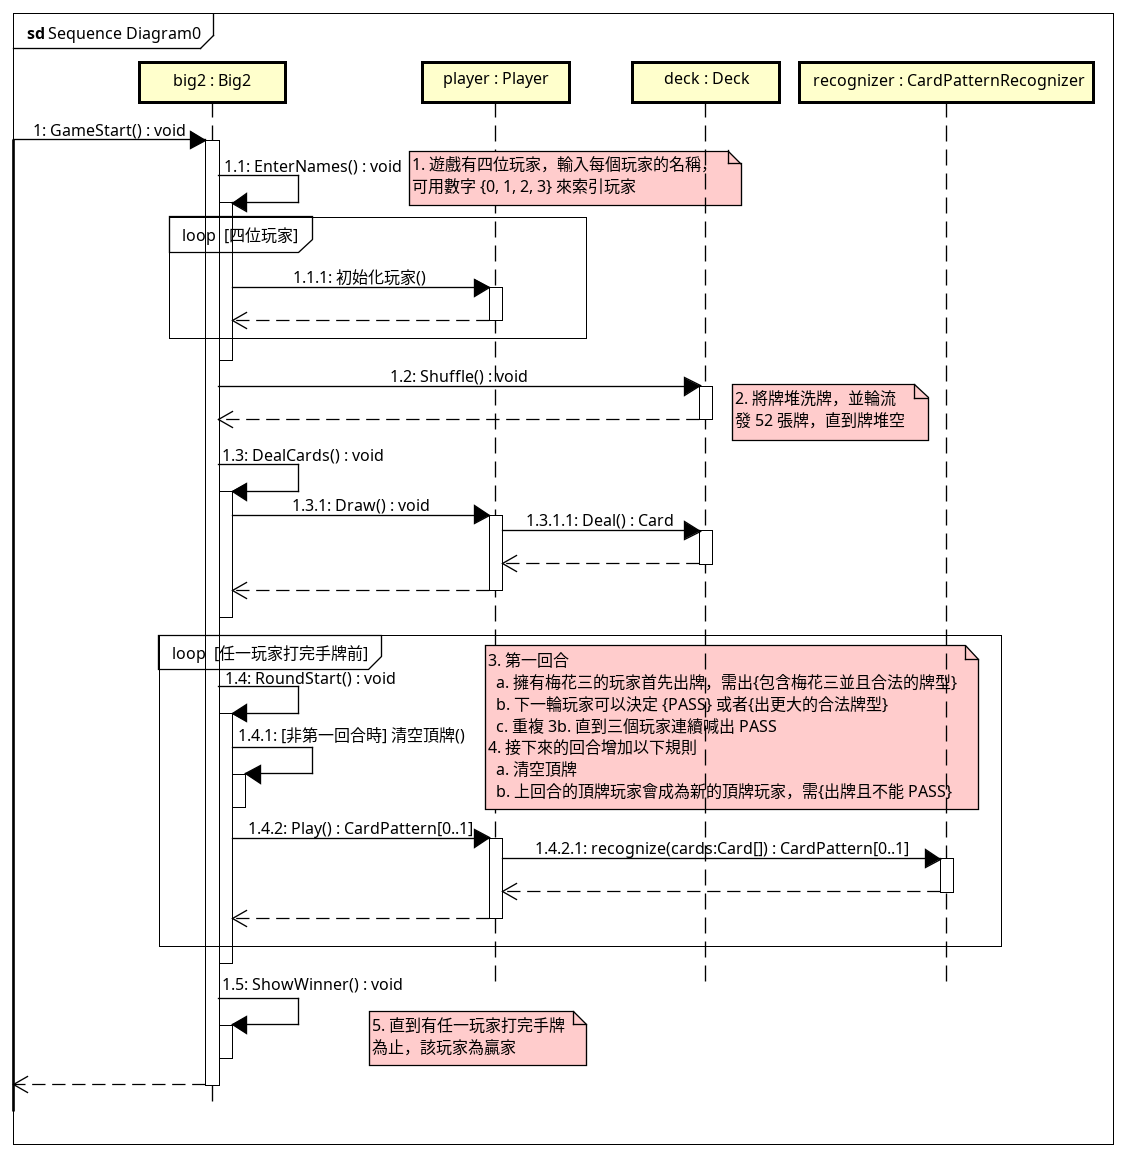 sd Sequence Diagram0
big2 : Big2
player : Player
deck : Deck
recognizer : CardPatternRecognizer
1: GameStart() : void
1.1: EnterNames() : void
1. 遊戲有四位玩家，輸入每個玩家的名稱，
可用數字 {0, 1, 2, 3} 來索引玩家
loop [四位玩家]
1.1.1: 初始化玩家()
1.2: Shuffle() : void
2. 將牌堆洗牌，並輪流
發 52 張牌，直到牌堆空
1.3: DealCards() : void
1.3.1: Draw() : void
1.3.1.1: Deal() : Card
loop [任一玩家打完手牌前]
1.4: RoundStart() : void
1.4.1: [非第一回合時] 清空頂牌()
3. 第一回合
a. 擁有梅花三的玩家首先出牌，需出{包含梅花三並且合法的牌型}
b. 下一輪玩家可以決定 {PASS} 或者{出更大的合法牌型}
c. 重複 3b. 直到三個玩家連續喊出 PASS
4. 接下來的回合增加以下規則
a. 清空頂牌
b. 上回合的頂牌玩家會成為新的頂牌玩家，需{出牌且不能 PASS}
1.4.2: Play() : CardPattern[0..1]
1.4.2.1: recognize(cards:Card[]) : CardPattern[0..1]
1.5: ShowWinner() : void
5. 直到有任一玩家打完手牌
為止，該玩家為贏家